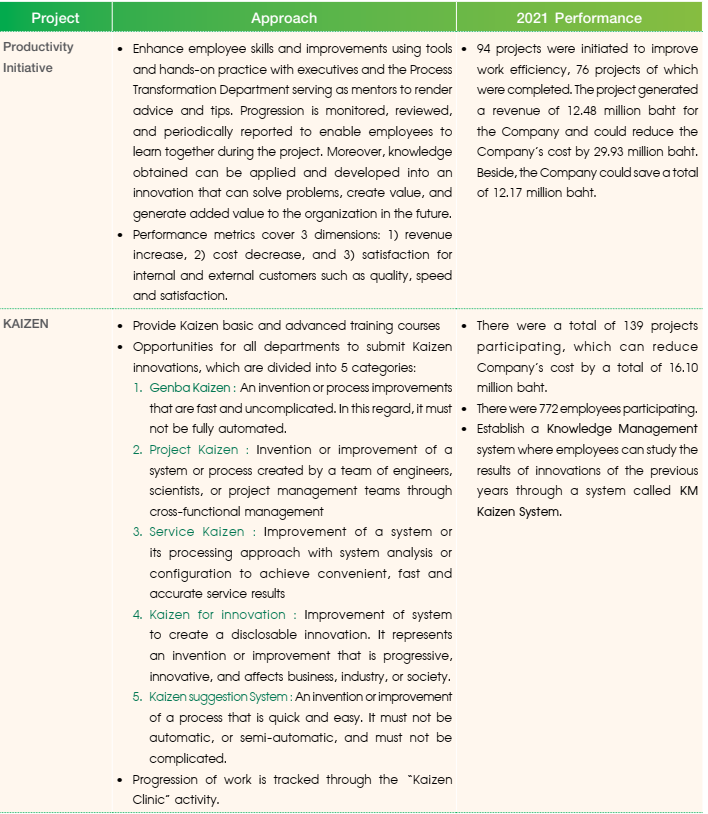 Project
Approach
2021 Performance
Productivity
Initiative
• Enhance employee skills and improvements using tools
and hands-on practice with executives and the Process
Transformation Department serving as mentors to render
advice and tips. Progression is monitored, reviewed,
and periodically reported to enable employees to
learn together during the project. Moreover, knowledge
obtained can be applied and developed into an
innovation that can solve problems, create value, and
generate added value to the organization in the future.
• Performance metrics cover 3 dimensions: 1) revenue
increase, 2) cost decrease, and 3) satisfaction for
internal and external customers such as quality, speed
and satisfaction.
• 94 projects were initiated to improve
work efficiency, 76 projects of which
were completed. The project generated
a revenue of 12.48 million baht for
the Company and could reduce the
Company's cost by 29.93 million baht.
Beside, the Company could save a total
of 12.17 million baht.
KAIZEN
• Provide Kaizen basic and advanced training courses
• Opportunities for all departments to submit Kaizen
innovations, which are divided into 5 categories:
1. Genba Kaizen : An invention or process improvements
that are fast and uncomplicated. In this regard, it must
not be fully automated.
2. Project Kaizen : Invention or improvement of a
system or process created by a team of engineers,
scientists, or project management teams through
cross-functional management
3. Service Kaizen : Improvement of a system or
its processing approach with system analysis or
configuration to achieve convenient, fast and
accurate service results
4. Kaizen for innovation : Improvement of system
to create a disclosable innovation. It represents
an invention or improvement that is progressive,
innovative, and affects business, industry, or society.
5. Kaizen suggestion System : An invention or improvement
of a process that is quick and easy. It must not be
automatic, or semi-automatic, and must not be
complicated.
• Progression of work is tracked through the "Kaizen
Clinic" activity.
• There were a total of 139 projects
participating, which can reduce
Company's cost by a total of 16.10
million baht.
• There were 772 employees participating.
• Establish a Knowledge Management
system where employees can study the
results of innovations of the previous
years through a system called KM
Kaizen System.